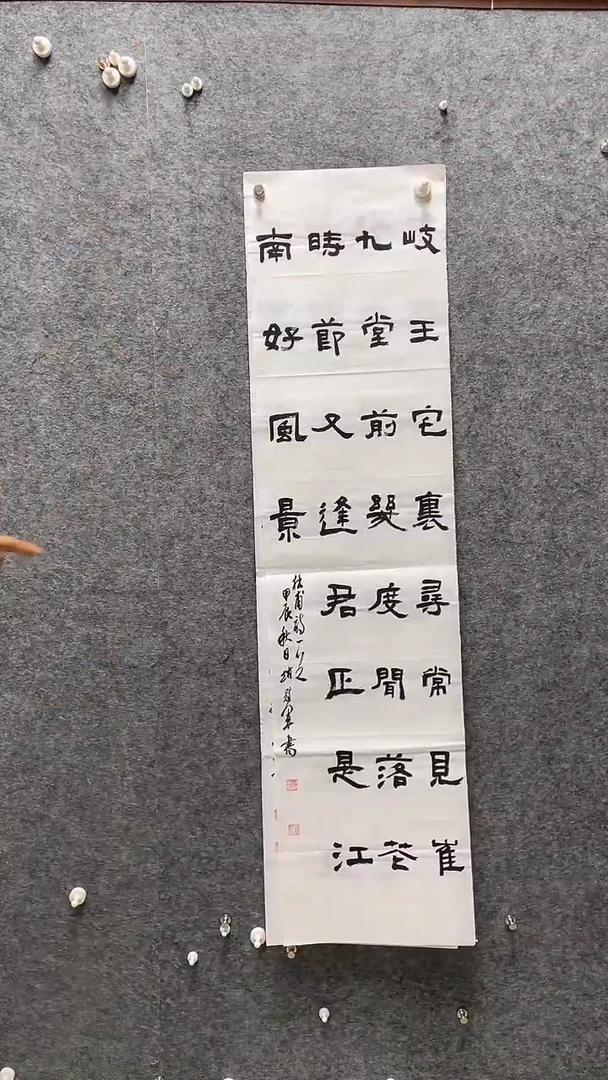 岐王宅裏尋常見崔
九堂前幾度聞落花
時節又逢君正是江
南好風景
杜甫詩一首
甲辰秋日書